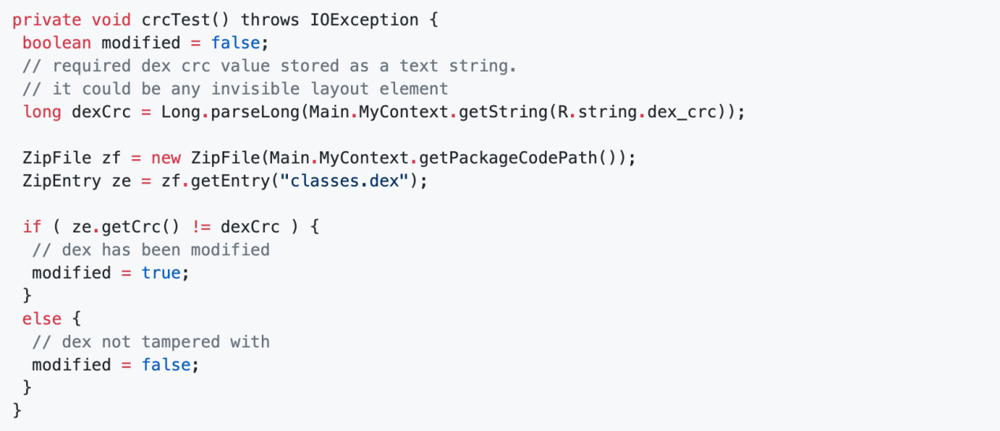 private void crcTest() throws IOException {
 boolean modified = false;
 // required dex crc value stored as a text string.
 // it could be any invisible layout element
 long dexCrc = Long.parseLong(Main.MyContext.getString(R.string.dex_crc));

 ZipFile zf = new ZipFile(Main.MyContext.getPackageCodePath());
 ZipEntry ze = zf.getEntry("classes.dex");

 if ( ze.getCrc() != dexCrc ) {
  // dex has been modified
  modified = true;
 }
 else {
  // dex not tampered with
  modified = false;
 }
}